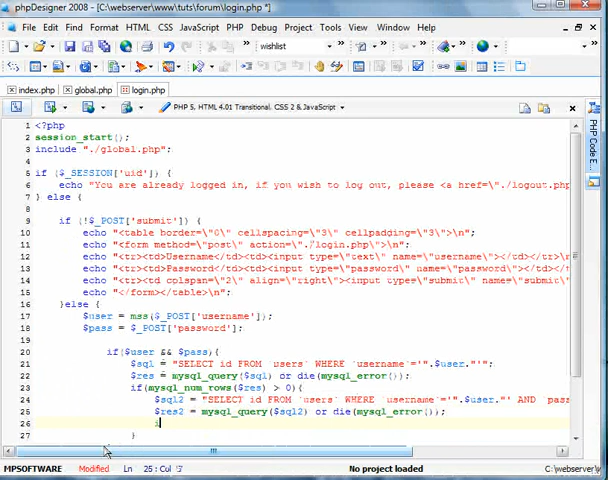 phpDesigner 2008 - [C:\webserver\www\tuts\forum\login.php *]
File Edit Find Format HTML CSS JavaScript PHP Debug Project Tools View Window Help
wishlist
PHP 5, HTML 4.01 Transitional, CSS 2 & JavaScript
index.php global.php login.php
PHP Code E...
1 <?php
2 session_start();
3 include "./global.php";
4
5 if ($_SESSION['uid']) {
6 echo "You are already logged in, if you wish to log out, please <a href=\"./logout.php
7 } else {
8
9 if (!$_POST['submit']) {
10 echo "<table border=\"0\" cellspacing=\"3\" cellpadding=\"3\">\n";
11 echo "<form method=\"post\" action=\"./login.php\">\n";
12 echo "<tr><td>Username</td><td><input type=\"text\" name=\"username\"></td></tr>\n
13 echo "<tr><td>Password</td><td><input type=\"password\" name=\"password\"></td></t
14 echo "<tr><td colspan=\"2\" align=\"right\"><input type=\"submit\" name=\"submit\"
15 echo "</form></table>\n";
16 }else {
17 $user = mss($_POST['username']);
18 $pass = $_POST['password'];
19
20 if($user && $pass){
21 $sql = "SELECT id FROM `users` WHERE `username`='".$user."'";
22 $res = mysql_query($sql) or die(mysql_error());
23 if(mysql_num_rows($res) > 0){
24 $sql2 = "SELECT id FROM `users` WHERE `username`='".$user."' AND `pass
25 $res2 = mysql_query($sql2) or die(mysql_error());
26 i
27 }
MPSOFTWARE Modified Ln 25 : Col 7 No project loaded C:\webserver\w